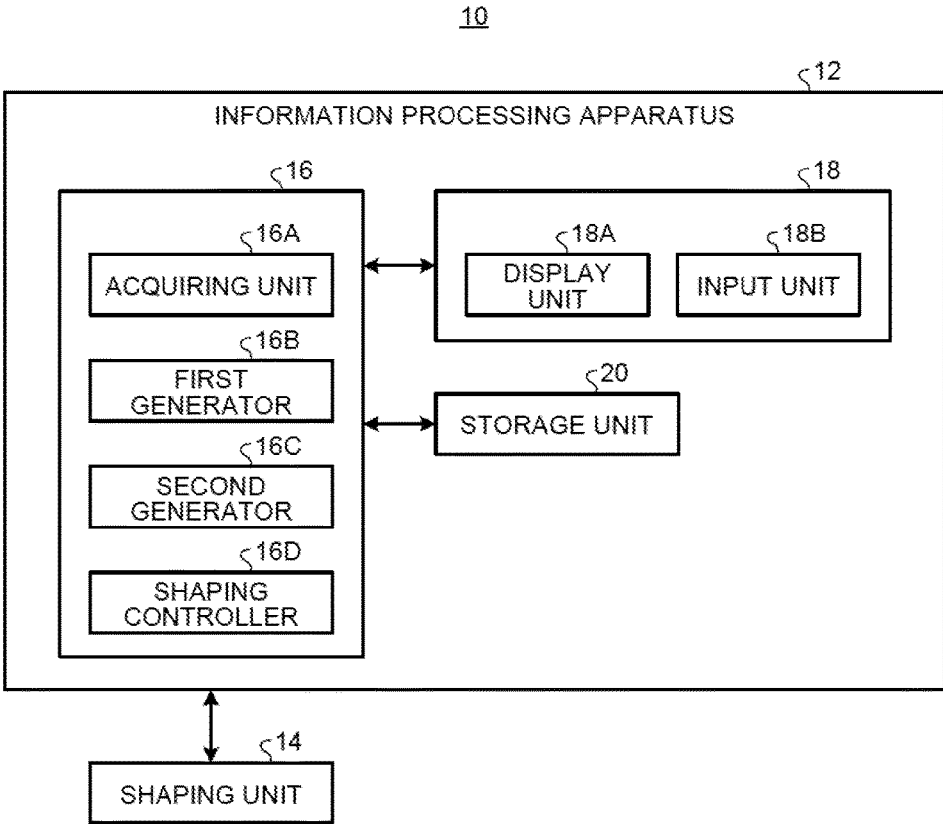 10
12
INFORMATION PROCESSING APPARATUS
16
18
16A
ACQUIRING UNIT
18A
DISPLAY
UNIT
18B
INPUT UNIT
16B
FIRST
GENERATOR
20
STORAGE UNIT
16C
SECOND
GENERATOR
16D
SHAPING
CONTROLLER
14
SHAPING UNIT